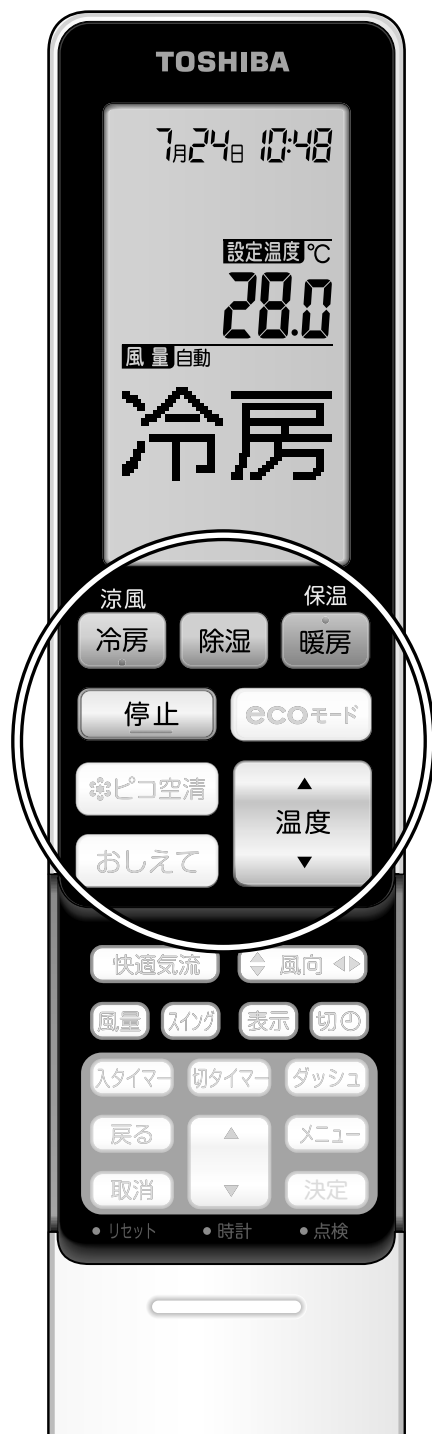 TOSHIBA
7月24日 10:48
設定温度 ℃
28.0
風量 自動
冷房
涼風 保温
冷房 除湿 暖房
停止 ecoモード
ピコ空清 ▲
温度
おしえて ▼
快適気流 風向
風量 スイング 表示 切
入タイマー 切タイマー ダッシュ
戻る ▲ メニュー
取消 ▼ 決定
• リセット • 時計 • 点検